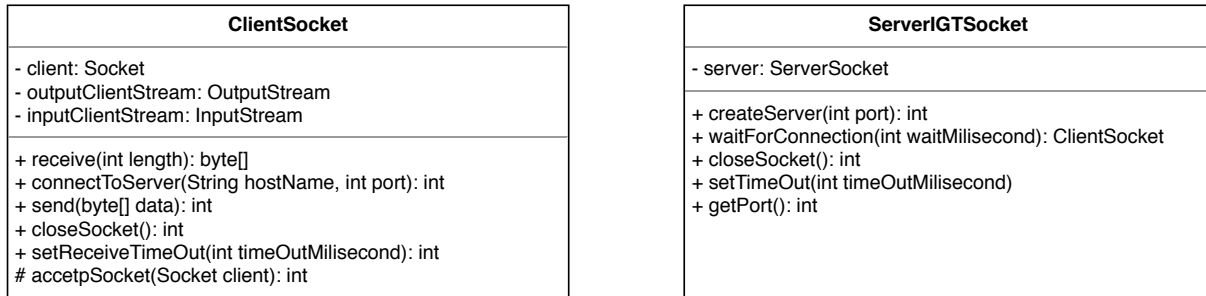 ClientSocket
- client: Socket
- outputClientStream: OutputStream
- inputClientStream: InputStream
+ receive(int length): byte[]
+ connectToServer(String hostName, int port): int
+ send(byte[] data): int
+ closeSocket(): int
+ setReceiveTimeOut(int timeOutMilisecond): int
# accetpSocket(Socket client): int
ServerIGTSocket
- server: ServerSocket
+ createServer(int port): int
+ waitForConnection(int waitMilisecond): ClientSocket
+ closeSocket(): int
+ setTimeOut(int timeOutMilisecond)
+ getPort(): int